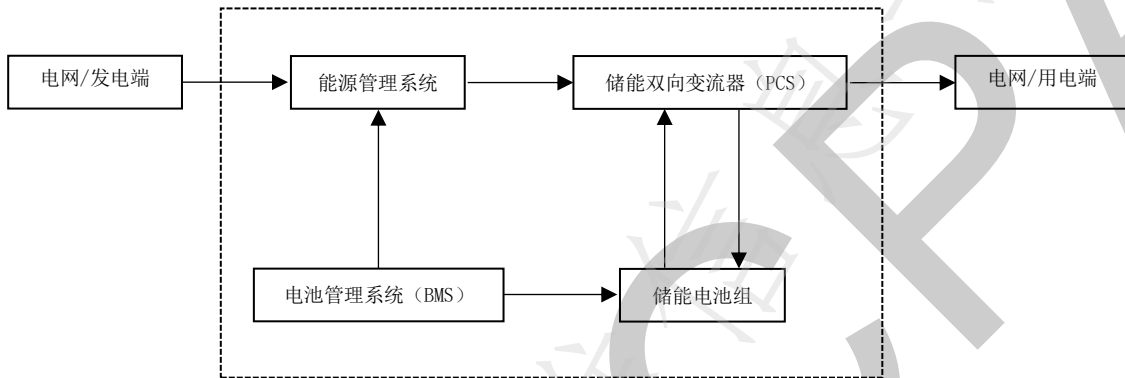 电网/发电端
能源管理系统
储能双向变流器（PCS）
电网/用电端
电池管理系统（BMS）
储能电池组